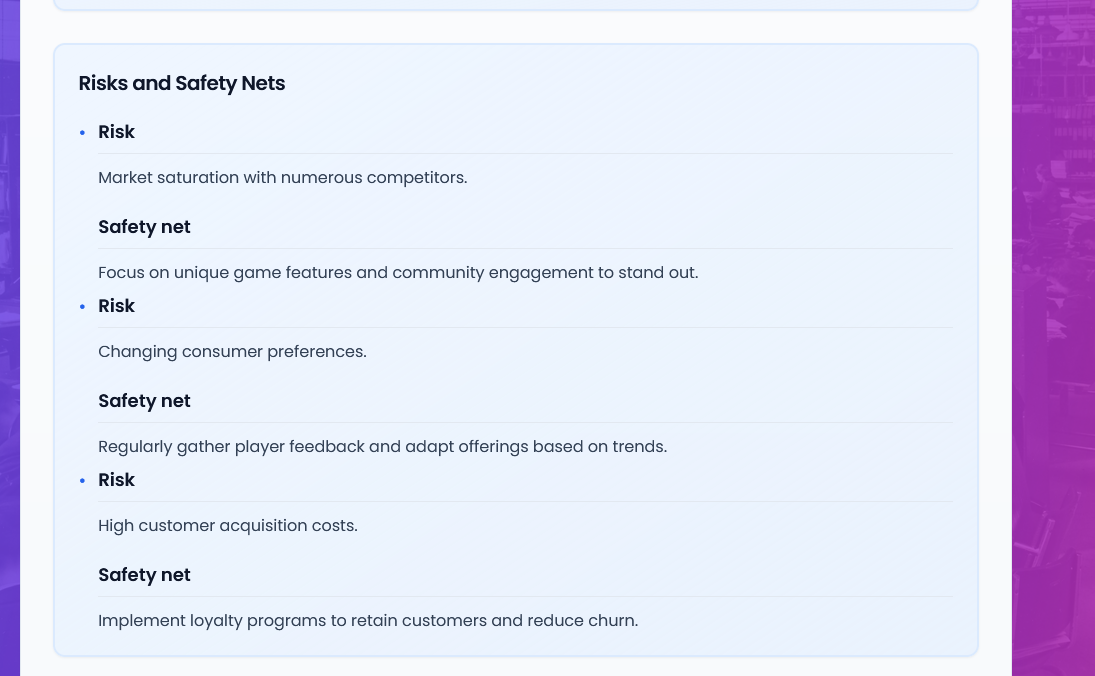 Risks and Safety Nets
• Risk
Market saturation with numerous competitors.
Safety net
Focus on unique game features and community engagement to stand out.
• Risk
Changing consumer preferences.
Safety net
Regularly gather player feedback and adapt offerings based on trends.
• Risk
High customer acquisition costs.
Safety net
Implement loyalty programs to retain customers and reduce churn.